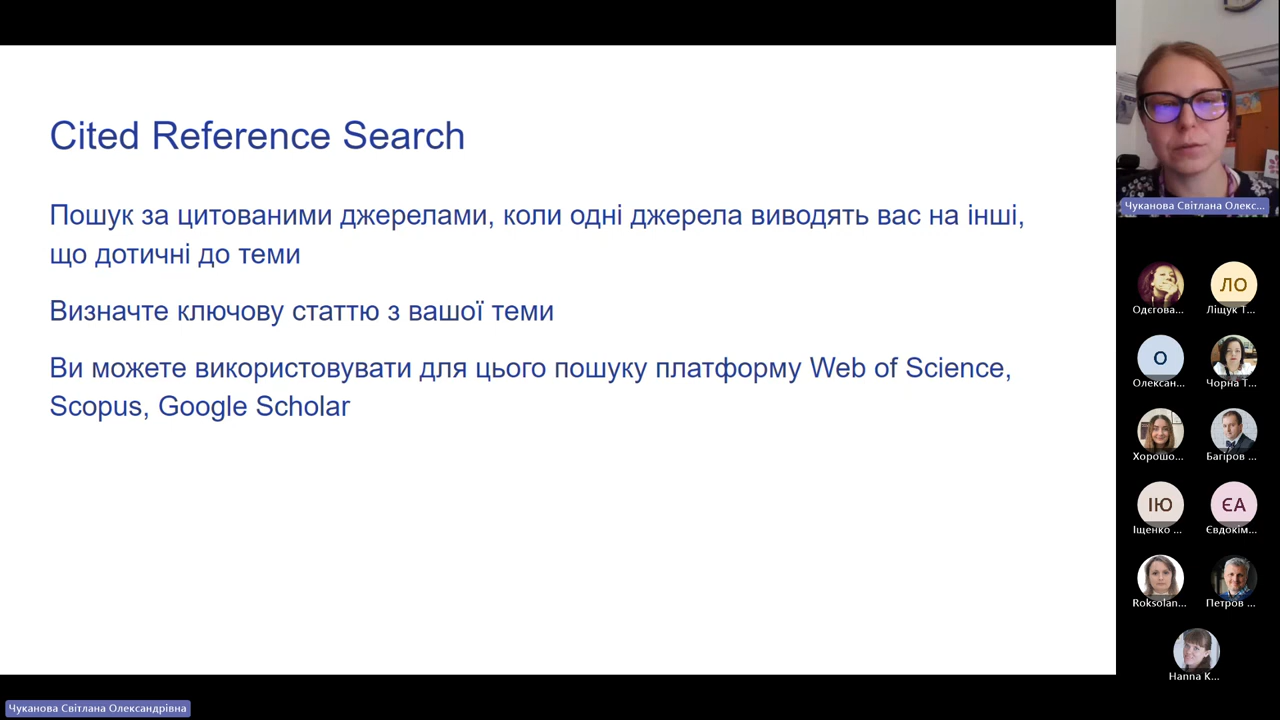 Cited Reference Search
Пошук за цитованими джерелами, коли одні джерела виводять вас на інші,
що дотичні до теми
Визначте ключову статтю з вашої теми
Ви можете використовувати для цього пошуку платформу Web of Science,
Scopus, Google Scholar
Чуканова Світлана Олекс...
Одєгова...
ЛО
Ліщук Т...
О
Олексан...
Чорна Т...
Хорошо...
Багіров ...
ІЮ
Іщенко ...
ЄА
Євдокім...
Roksolan...
Петров ...
Hanna K...
Чуканова Світлана Олександрівна